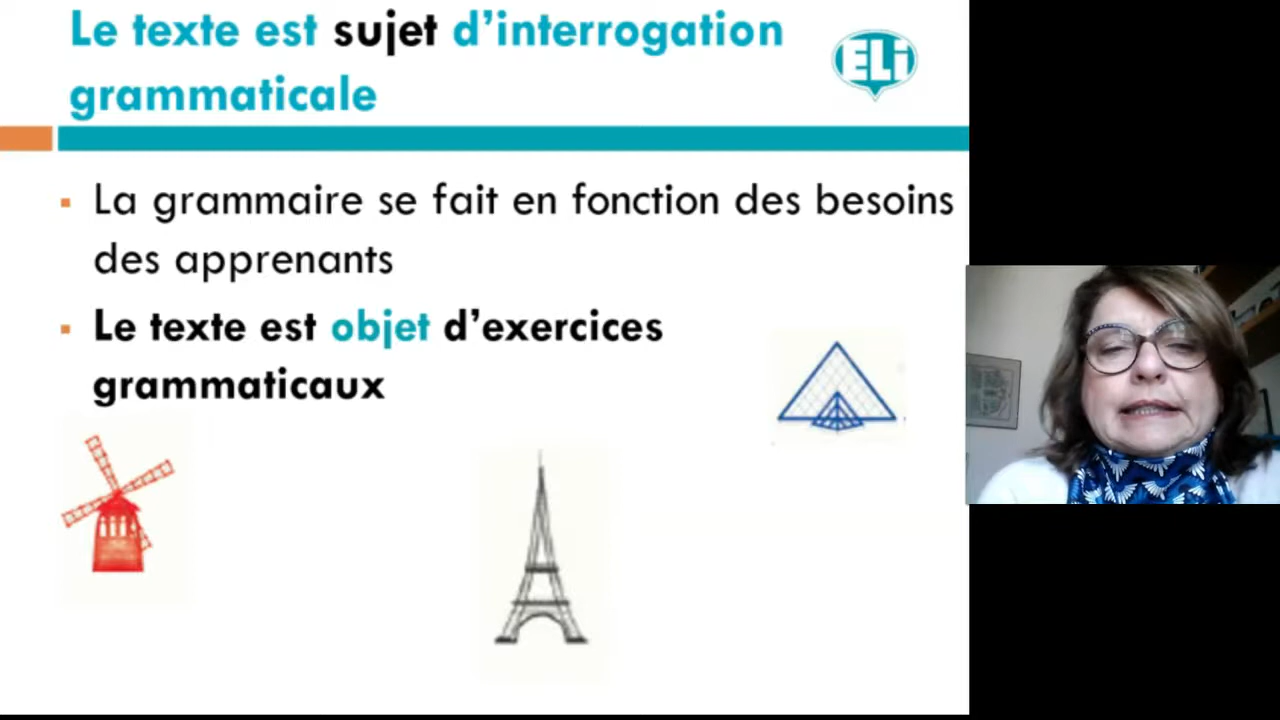 Le texte est sujet d’interrogation
grammaticale
ELi
La grammaire se fait en fonction des besoins
des apprenants
Le texte est objet d’exercices
grammaticaux